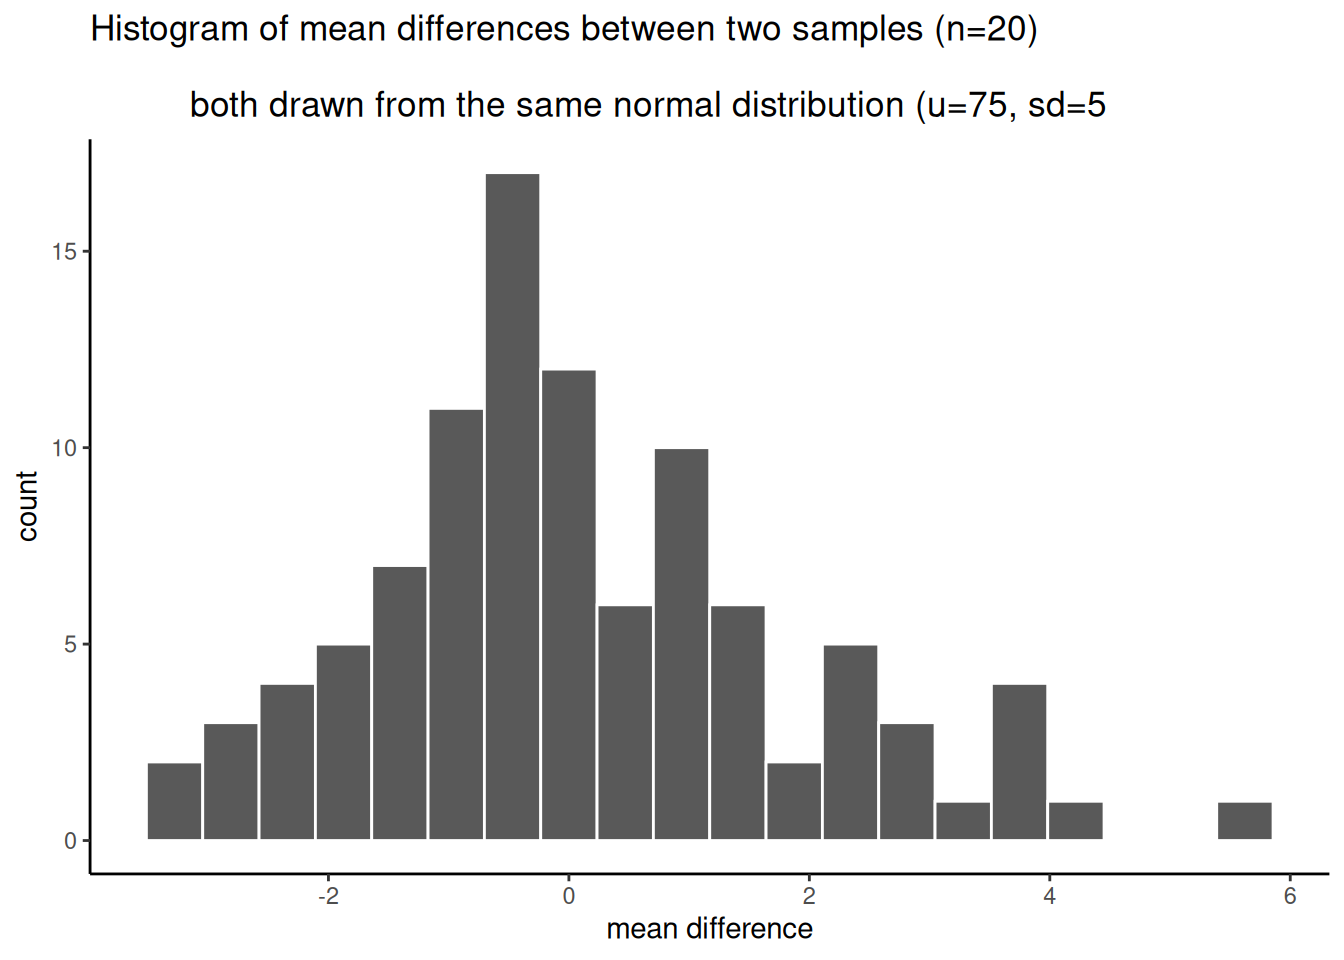 Histogram of mean differences between two samples (n=20)
both drawn from the same normal distribution (u=75, sd=5
15
10
5
0
count
-2 0 2 4 6
mean difference